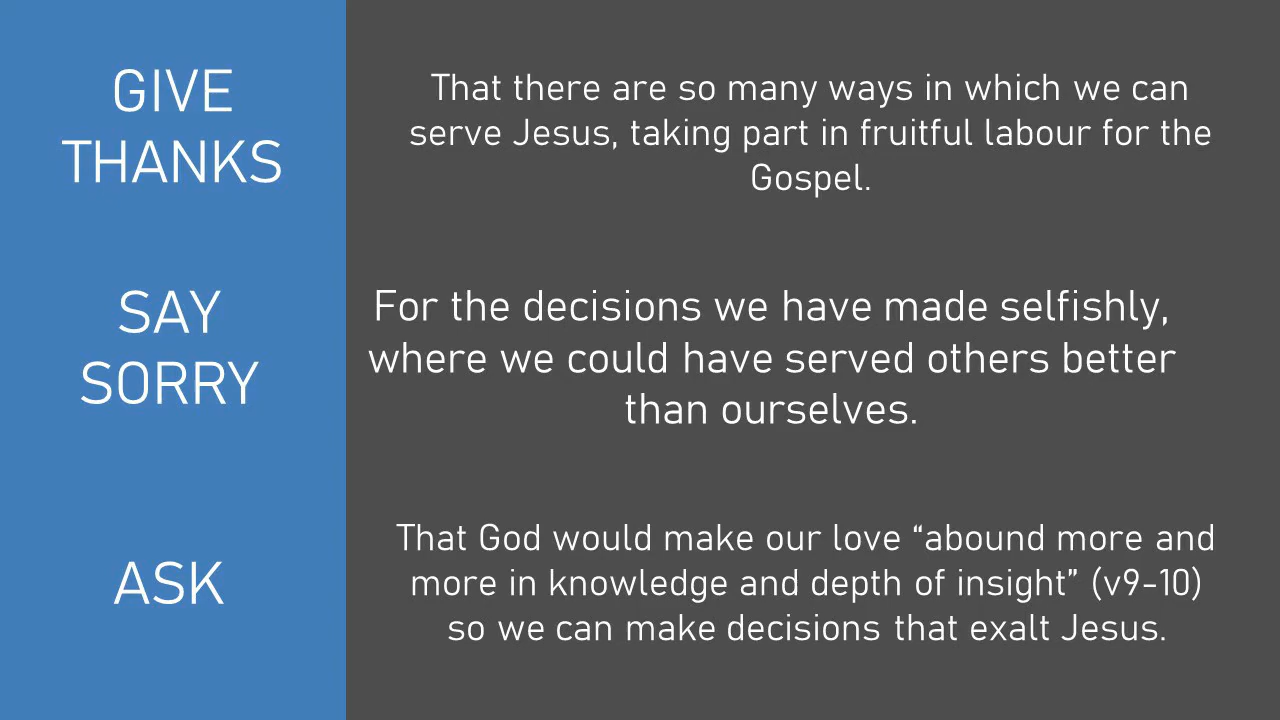 GIVE
THANKS
That there are so many ways in which we can
serve Jesus, taking part in fruitful labour for the
Gospel.
SAY
SORRY
For the decisions we have made selfishly,
where we could have served others better
than ourselves.
ASK
That God would make our love “abound more and
more in knowledge and depth of insight” (v9-10)
so we can make decisions that exalt Jesus.